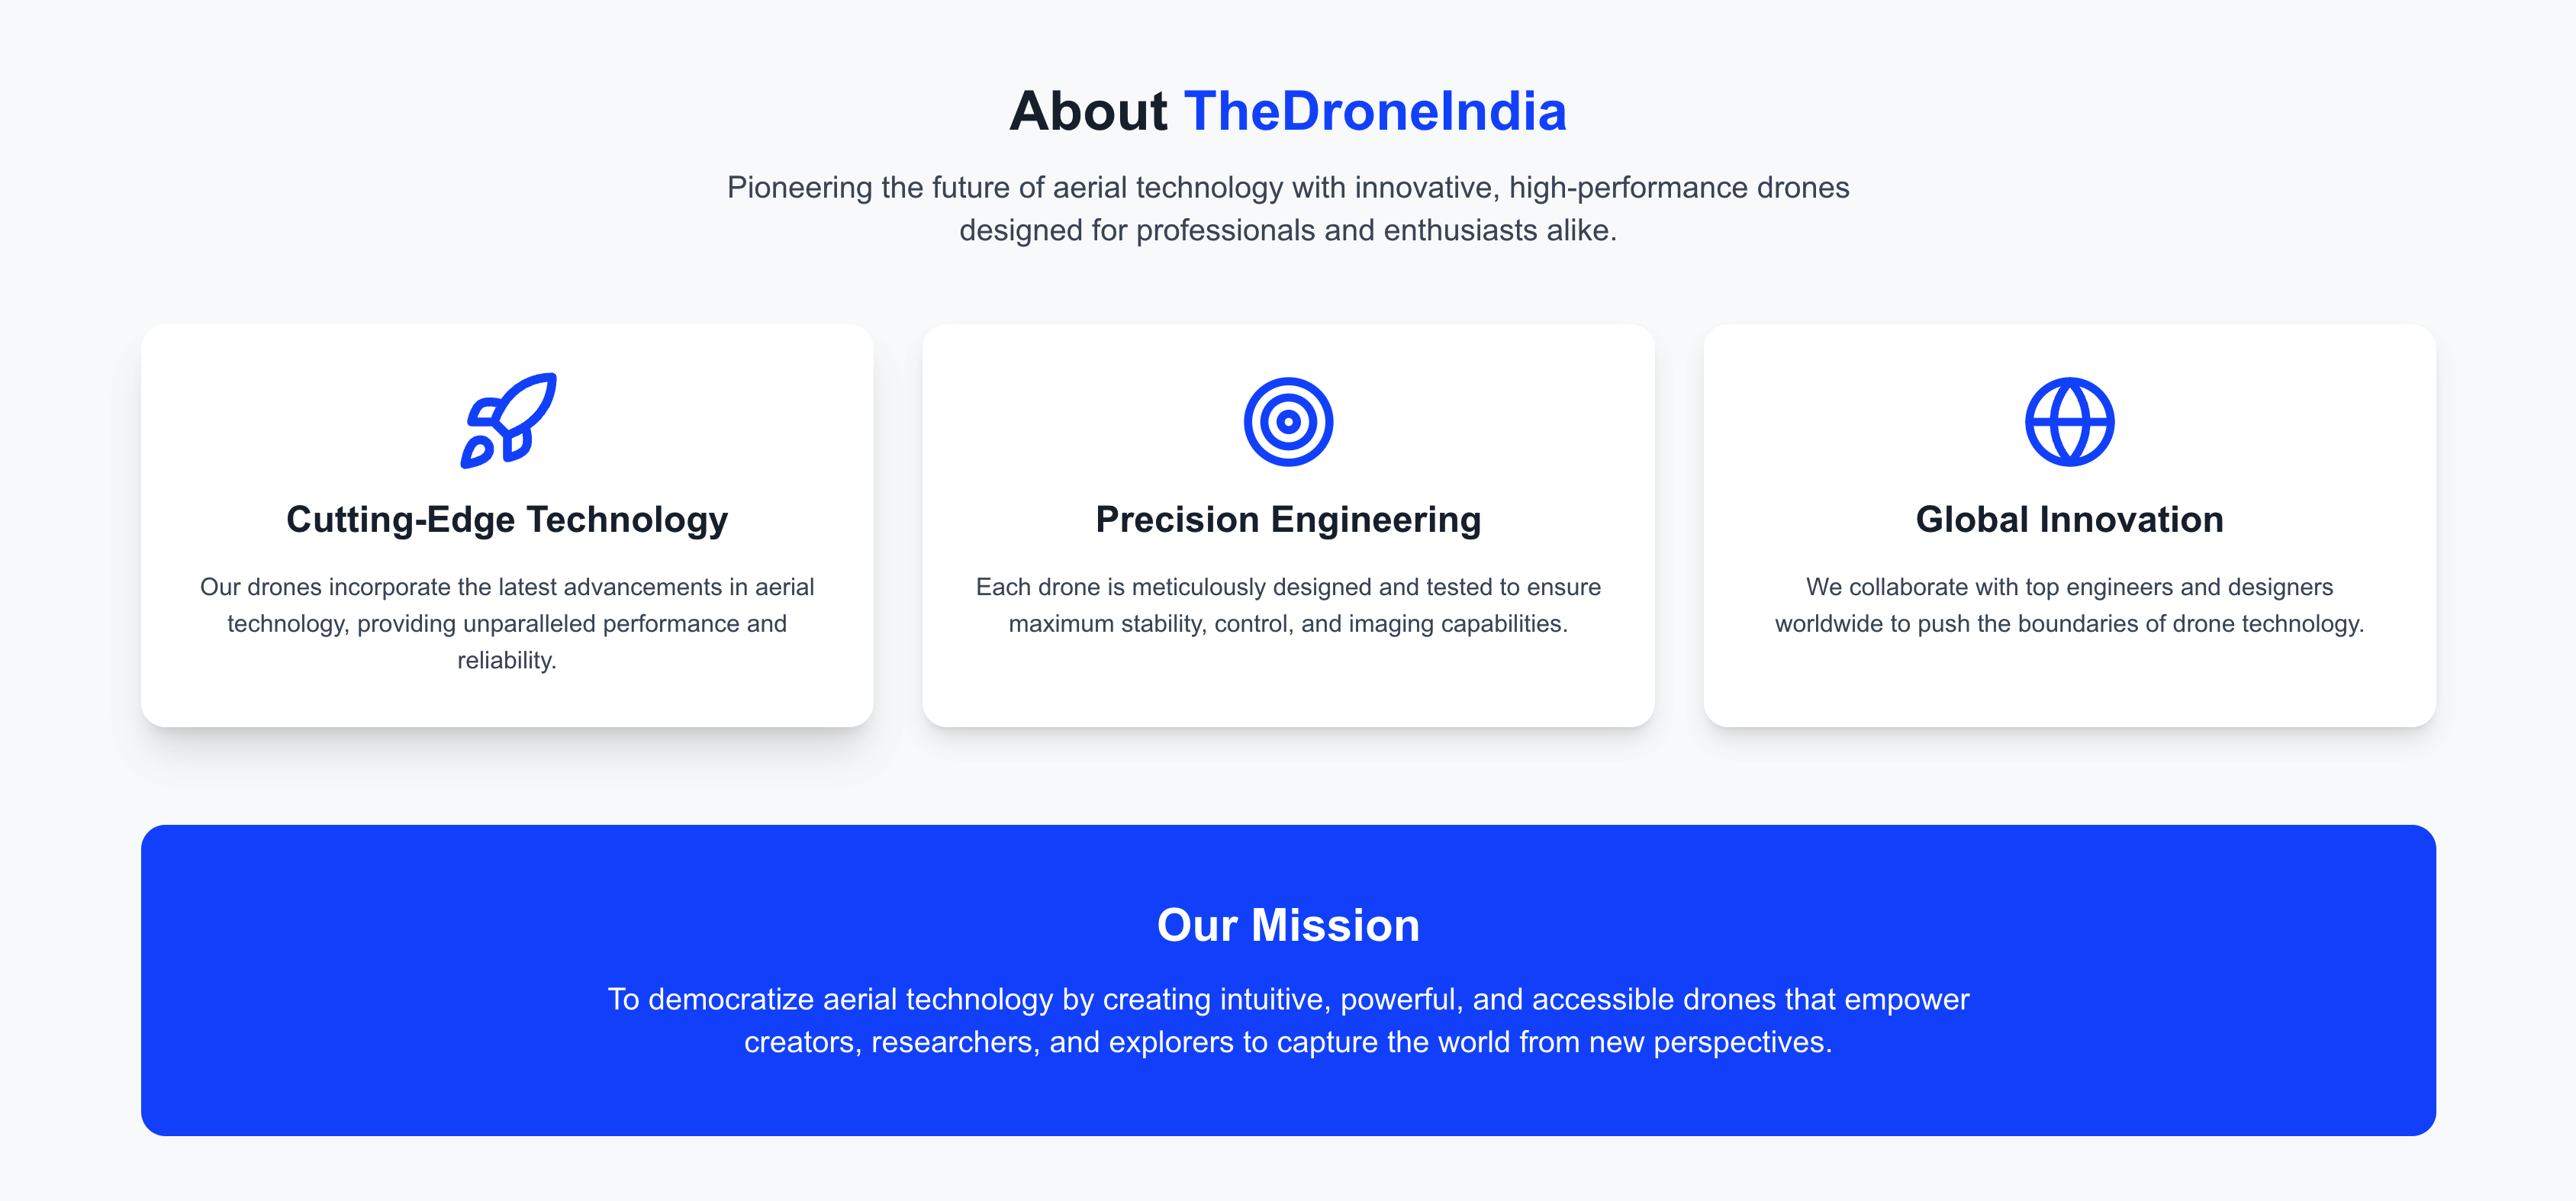 About TheDroneIndia
Pioneering the future of aerial technology with innovative, high-performance drones
designed for professionals and enthusiasts alike.
Cutting-Edge Technology
Our drones incorporate the latest advancements in aerial
technology, providing unparalleled performance and
reliability.
Precision Engineering
Each drone is meticulously designed and tested to ensure
maximum stability, control, and imaging capabilities.
Global Innovation
We collaborate with top engineers and designers
worldwide to push the boundaries of drone technology.
Our Mission
To democratize aerial technology by creating intuitive, powerful, and accessible drones that empower
creators, researchers, and explorers to capture the world from new perspectives.